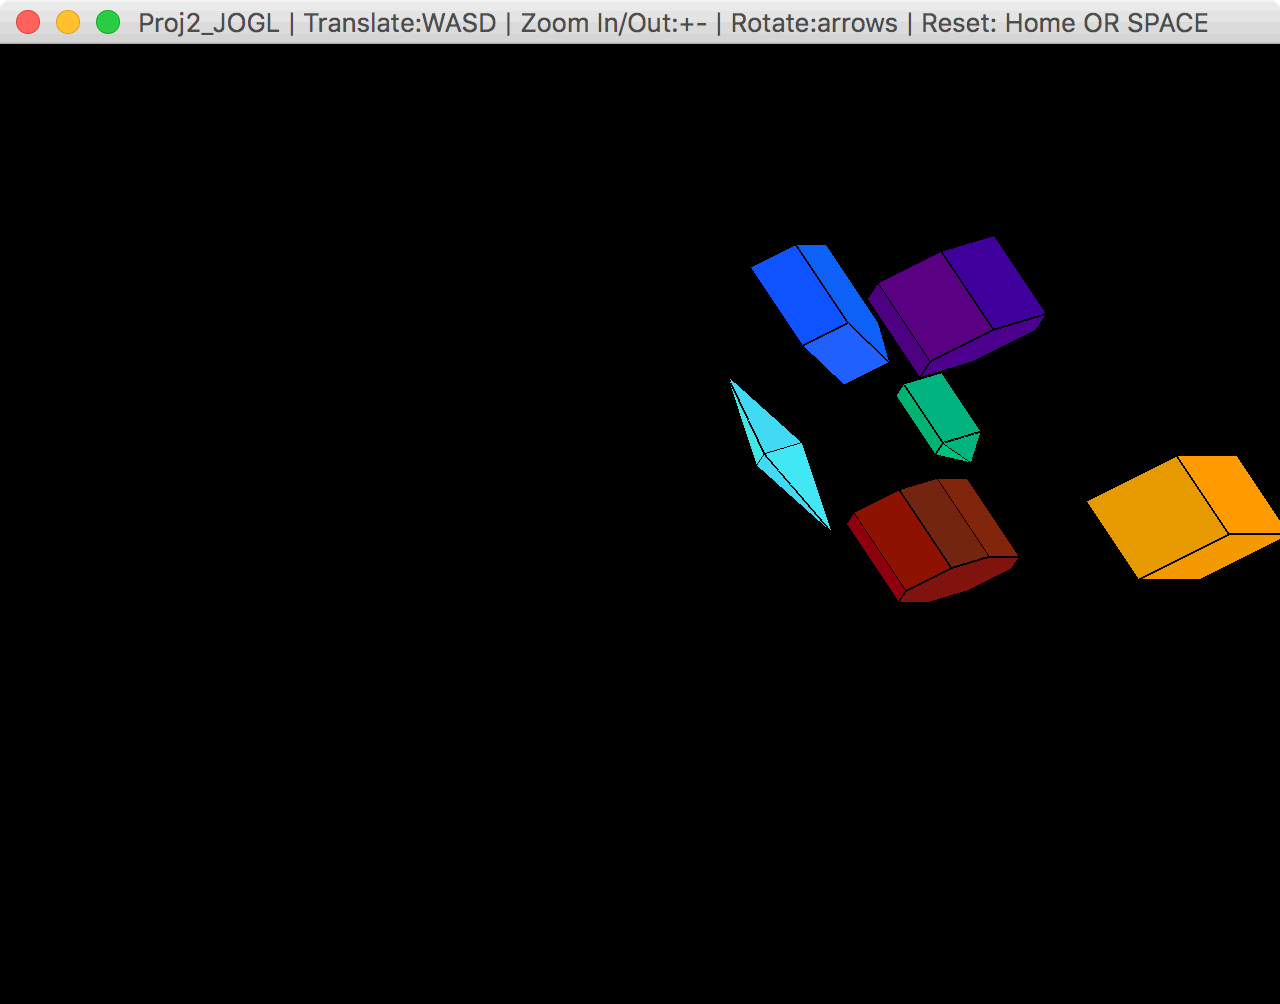 Proj2_JOGL | Translate:WASD | Zoom In/Out:+- | Rotate:arrows | Reset: Home OR SPACE